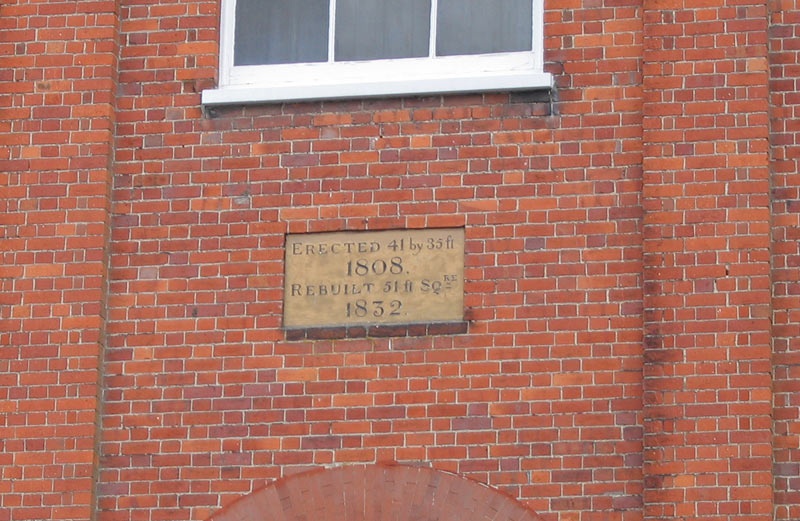 ERECTED 41 by 35 ft
1808.
REBUILT 51 ft SQRE
1832.